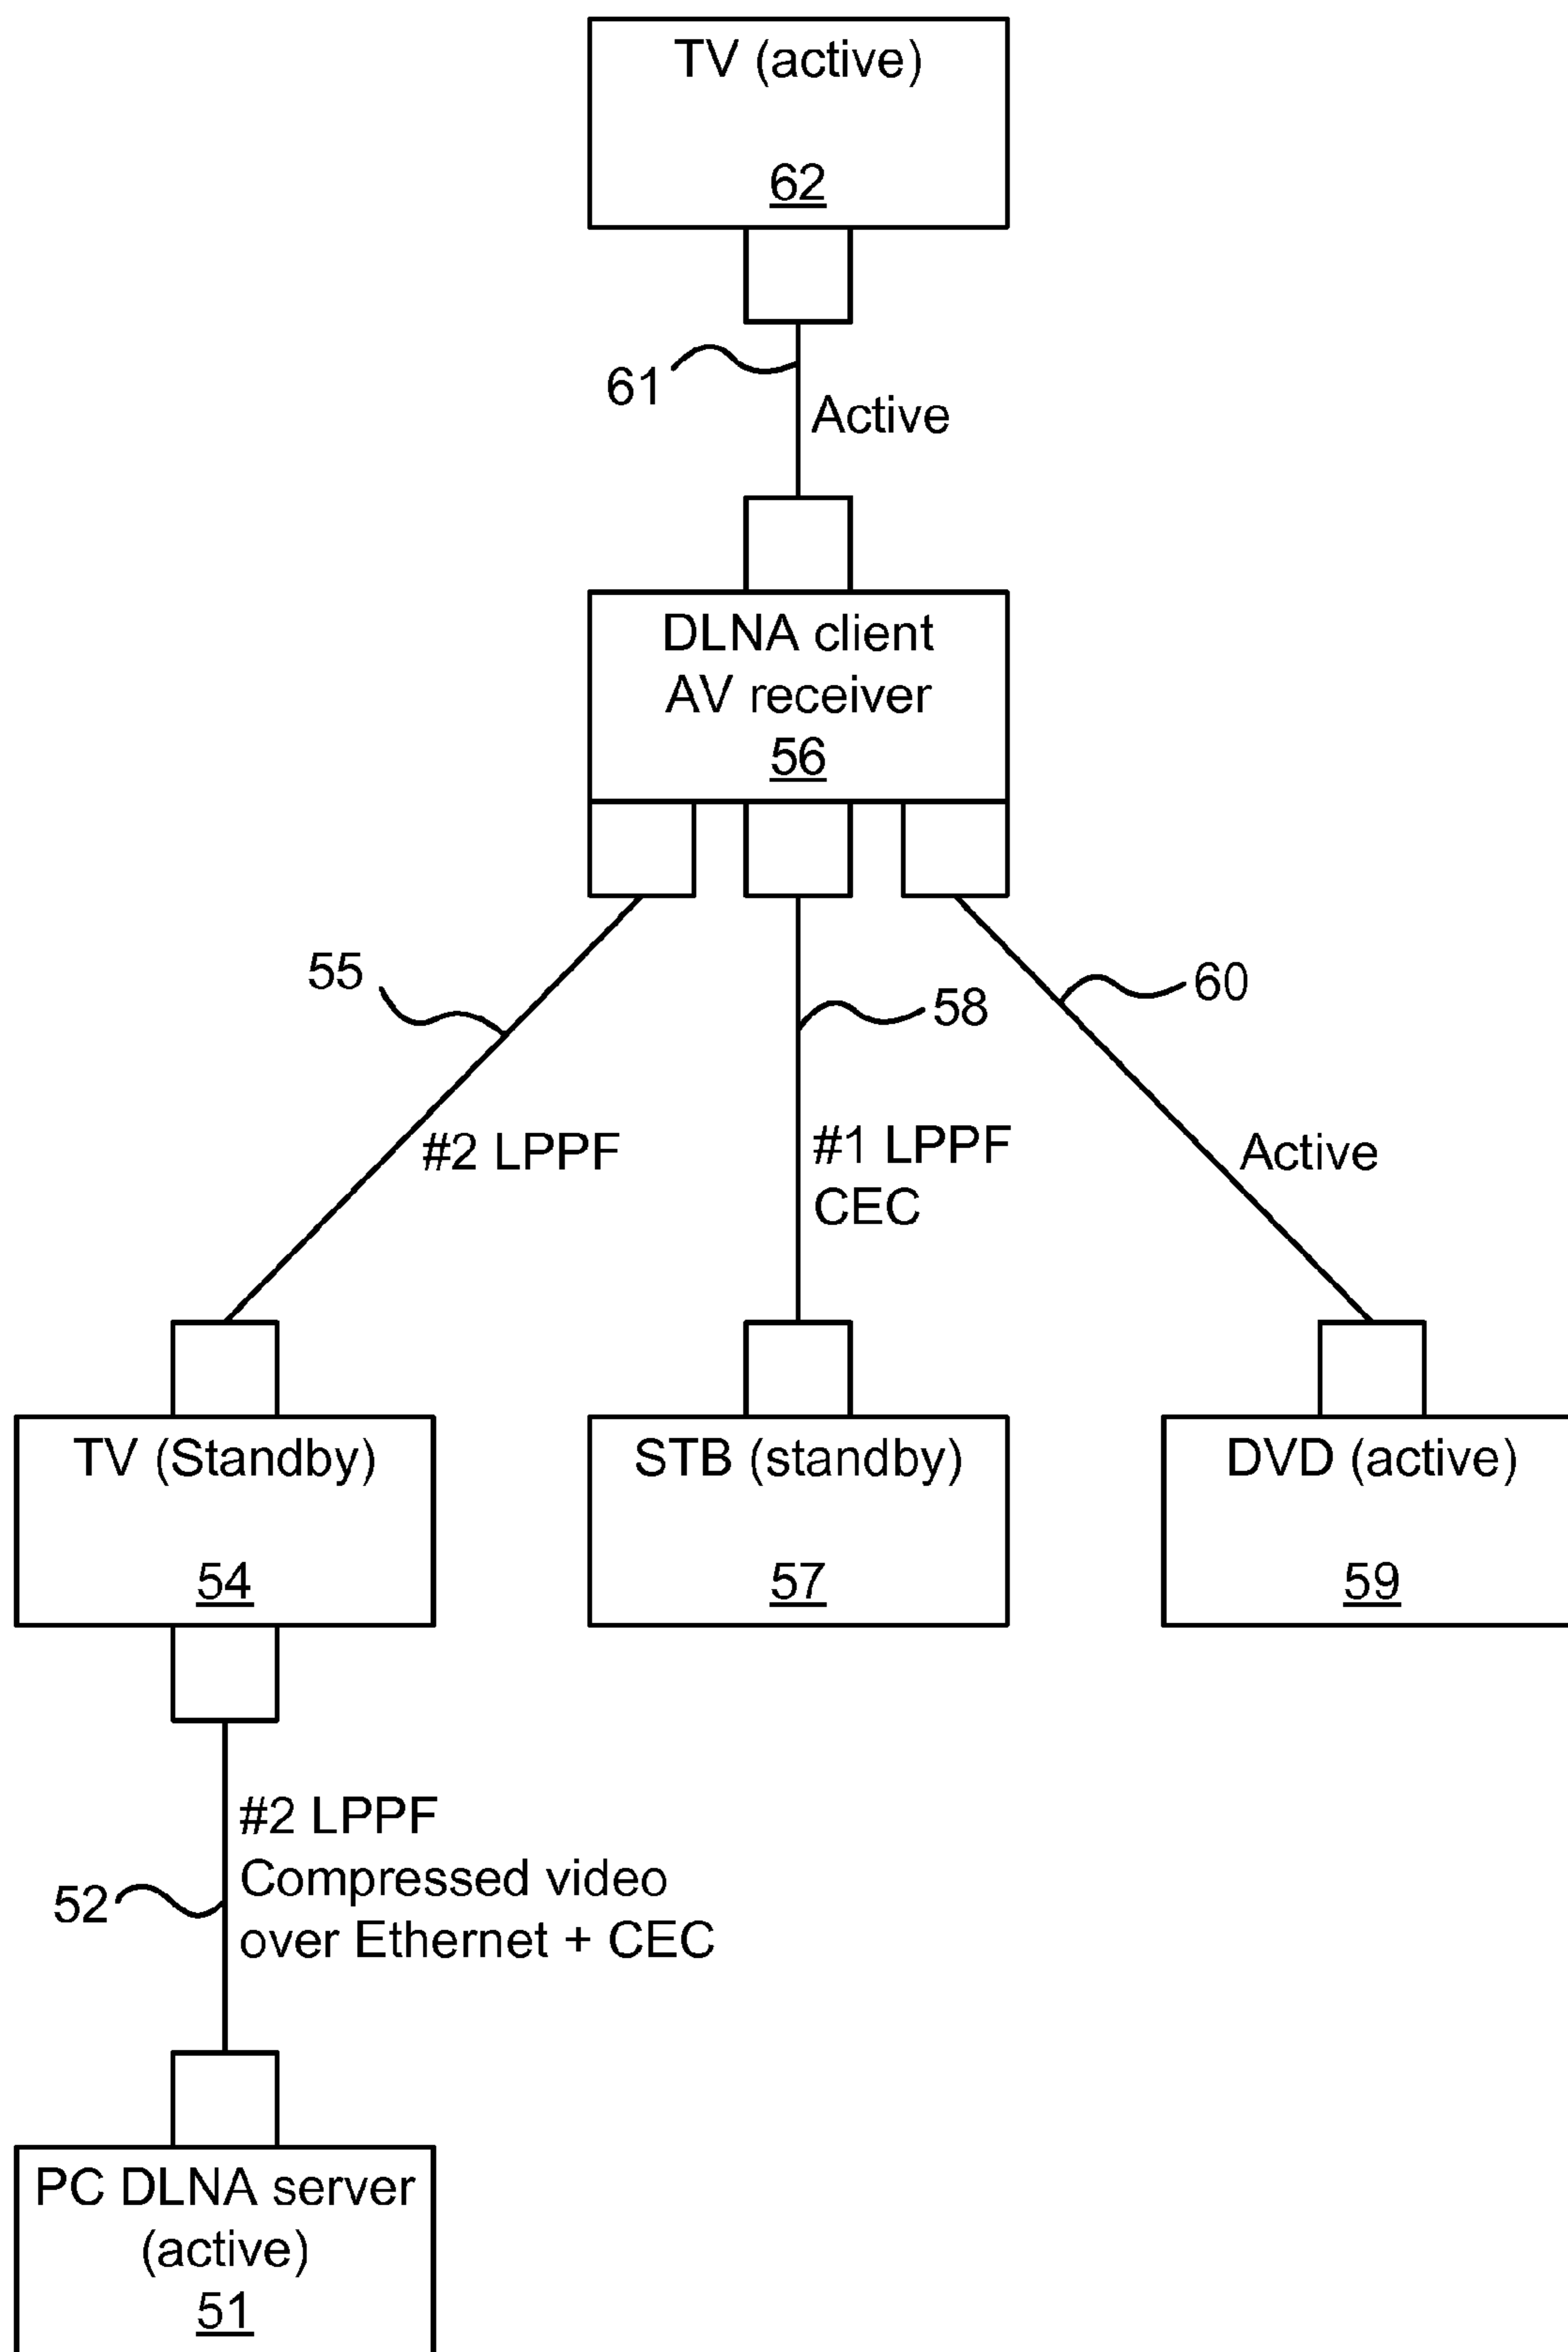 TV (active)
62
61
Active
DLNA client
AV receiver
56
55
58
60
#2 LPPF
#1 LPPF
CEC
Active
TV (Standby)
54
STB (standby)
57
DVD (active)
59
#2 LPPF
Compressed video
over Ethernet + CEC
52
PC DLNA server
(active)
51